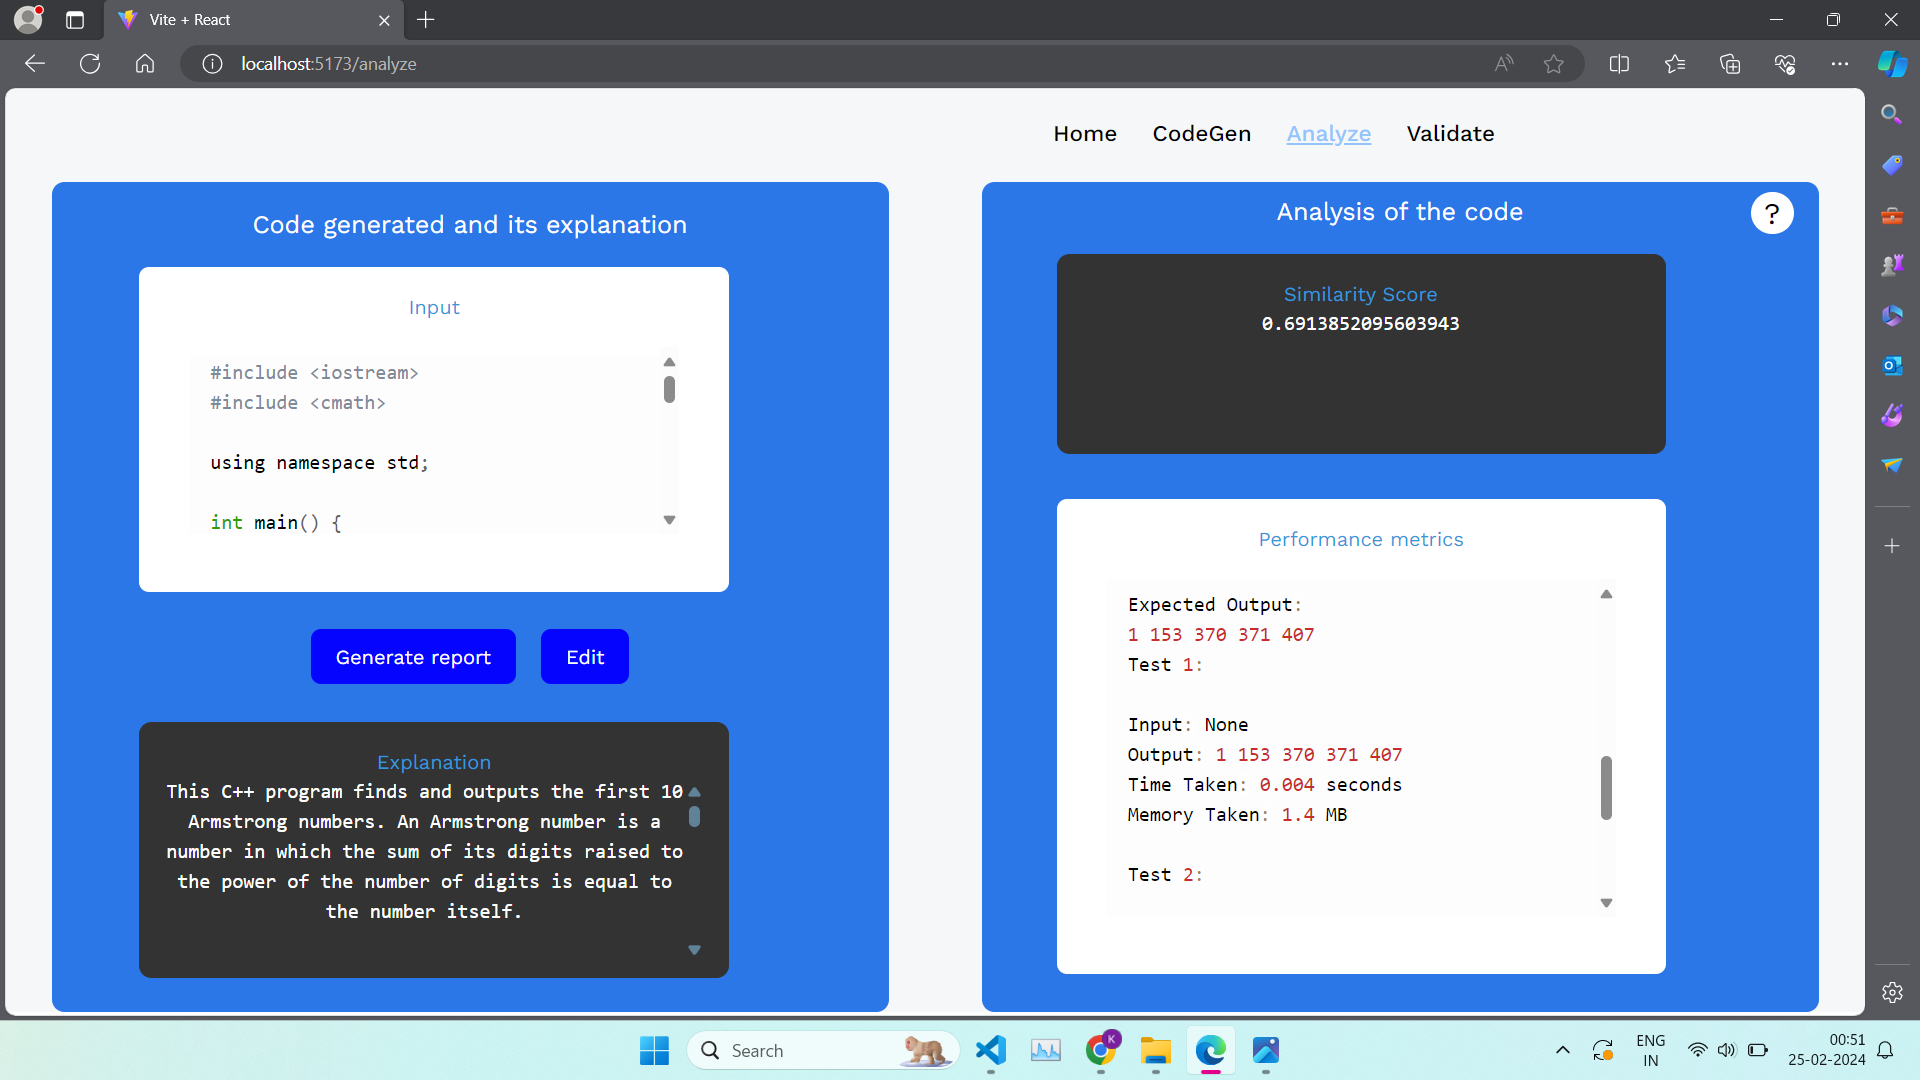 Vite + React
localhost:5173/analyze
Home CodeGen Analyze Validate
Code generated and its explanation
Input
#include <iostream>
#include <cmath>
using namespace std;
int main() {
Generate report Edit
Explanation
This C++ program finds and outputs the first 10
Armstrong numbers. An Armstrong number is a
number in which the sum of its digits raised to
the power of the number of digits is equal to
the number itself.
Analysis of the code
?
Similarity Score
0.6913852095603943
Performance metrics
Expected Output:
1 153 370 371 407
Test 1:
Input: None
Output: 1 153 370 371 407
Time Taken: 0.004 seconds
Memory Taken: 1.4 MB
Test 2:
Search
K
ENG
IN
00:51
25-02-2024